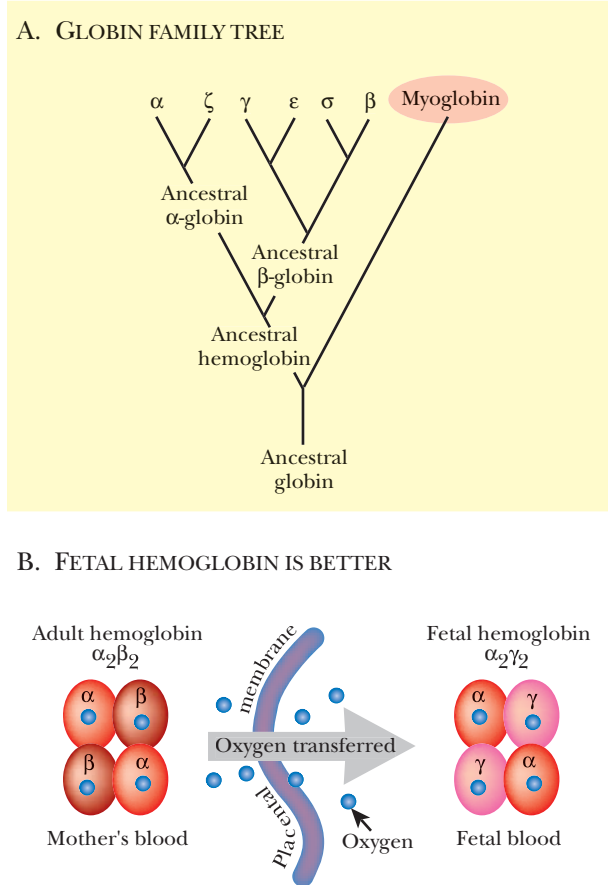 A. GLOBIN FAMILY TREE
α ζ γ ε σ β Myoglobin
Ancestral
α-globin
Ancestral
β-globin
Ancestral
hemoglobin
Ancestral
globin
B. FETAL HEMOGLOBIN IS BETTER
Adult hemoglobin
α₂β₂
α β
β α
Mother's blood
Placental membrane
Oxygen transferred
Oxygen
Fetal hemoglobin
α₂γ₂
α γ
γ α
Fetal blood